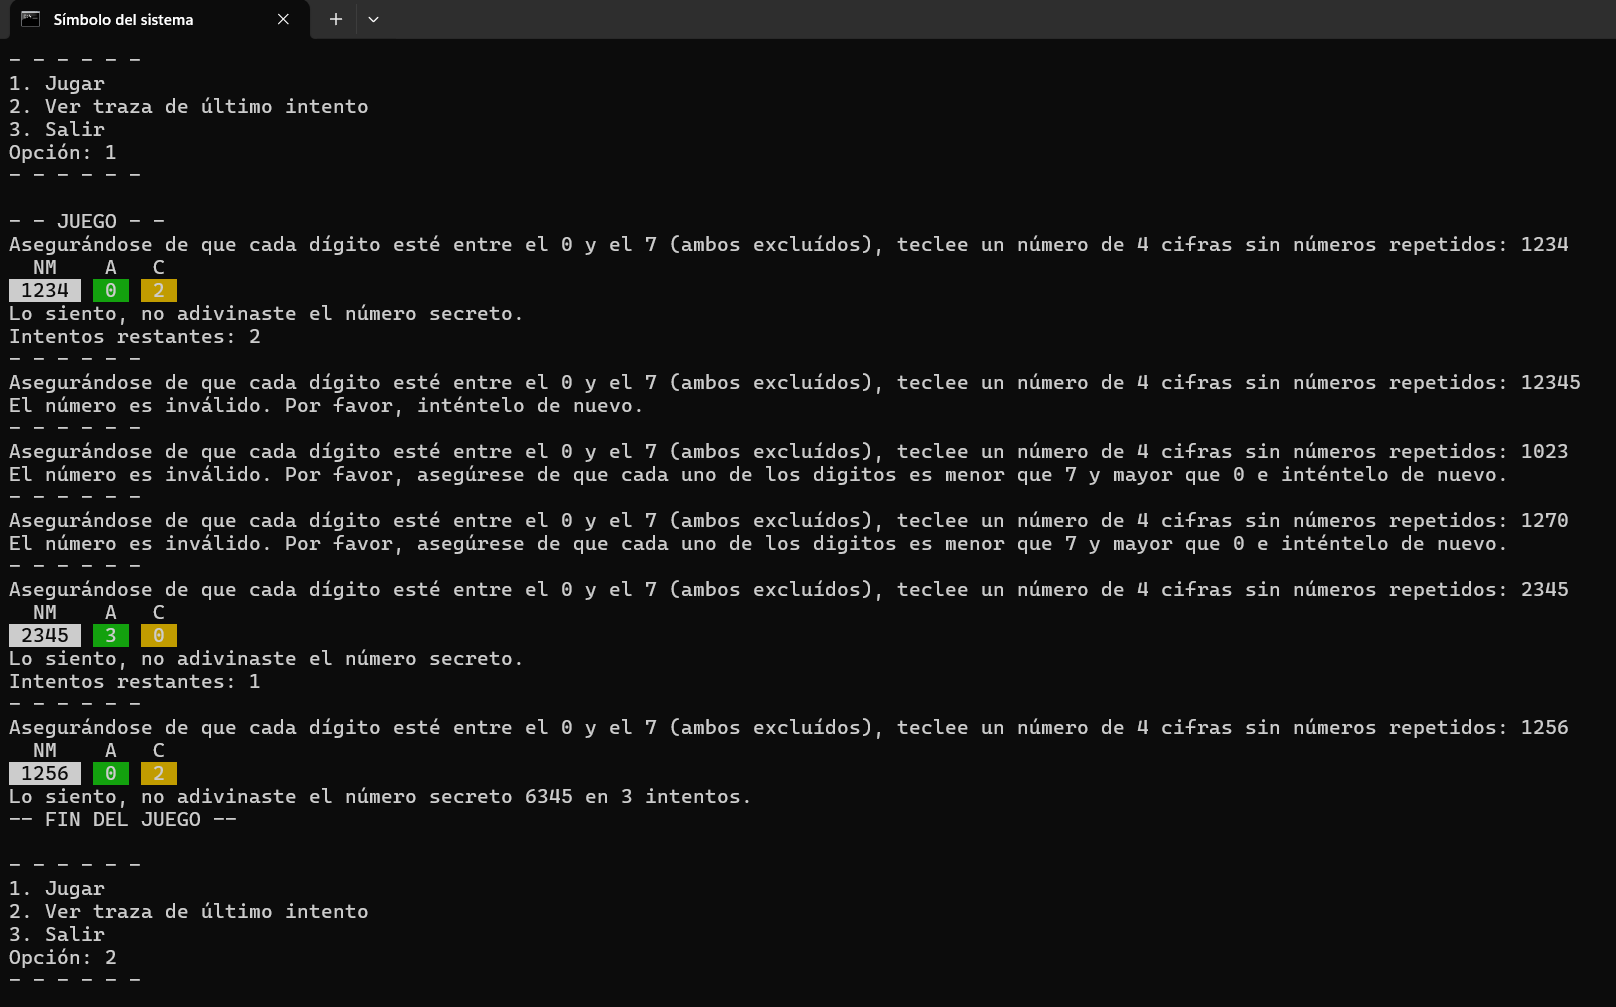 Símbolo del sistema
- - - - - -
1. Jugar
2. Ver traza de último intento
3. Salir
Opción: 1
- - - - - -
- - JUEGO - -
Asegurándose de que cada dígito esté entre el 0 y el 7 (ambos excluídos), teclee un número de 4 cifras sin números repetidos: 1234
NM A C
1234 0 2
Lo siento, no adivinaste el número secreto.
Intentos restantes: 2
- - - - - -
Asegurándose de que cada dígito esté entre el 0 y el 7 (ambos excluídos), teclee un número de 4 cifras sin números repetidos: 12345
El número es inválido. Por favor, inténtelo de nuevo.
- - - - - -
Asegurándose de que cada dígito esté entre el 0 y el 7 (ambos excluídos), teclee un número de 4 cifras sin números repetidos: 1023
El número es inválido. Por favor, asegúrese de que cada uno de los digitos es menor que 7 y mayor que 0 e inténtelo de nuevo.
- - - - - -
Asegurándose de que cada dígito esté entre el 0 y el 7 (ambos excluídos), teclee un número de 4 cifras sin números repetidos: 1270
El número es inválido. Por favor, asegúrese de que cada uno de los digitos es menor que 7 y mayor que 0 e inténtelo de nuevo.
- - - - - -
Asegurándose de que cada dígito esté entre el 0 y el 7 (ambos excluídos), teclee un número de 4 cifras sin números repetidos: 2345
NM A C
2345 3 0
Lo siento, no adivinaste el número secreto.
Intentos restantes: 1
- - - - - -
Asegurándose de que cada dígito esté entre el 0 y el 7 (ambos excluídos), teclee un número de 4 cifras sin números repetidos: 1256
NM A C
1256 0 2
Lo siento, no adivinaste el número secreto 6345 en 3 intentos.
-- FIN DEL JUEGO --
- - - - - -
1. Jugar
2. Ver traza de último intento
3. Salir
Opción: 2
- - - - - -